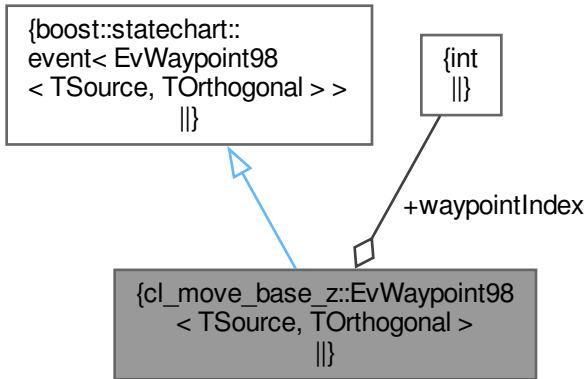 {boost::statechart::
event< EvWaypoint98
< TSource, TOrthogonal > >
||}
{int
||}
+waypointIndex
{cl_move_base_z::EvWaypoint98
< TSource, TOrthogonal >
||}